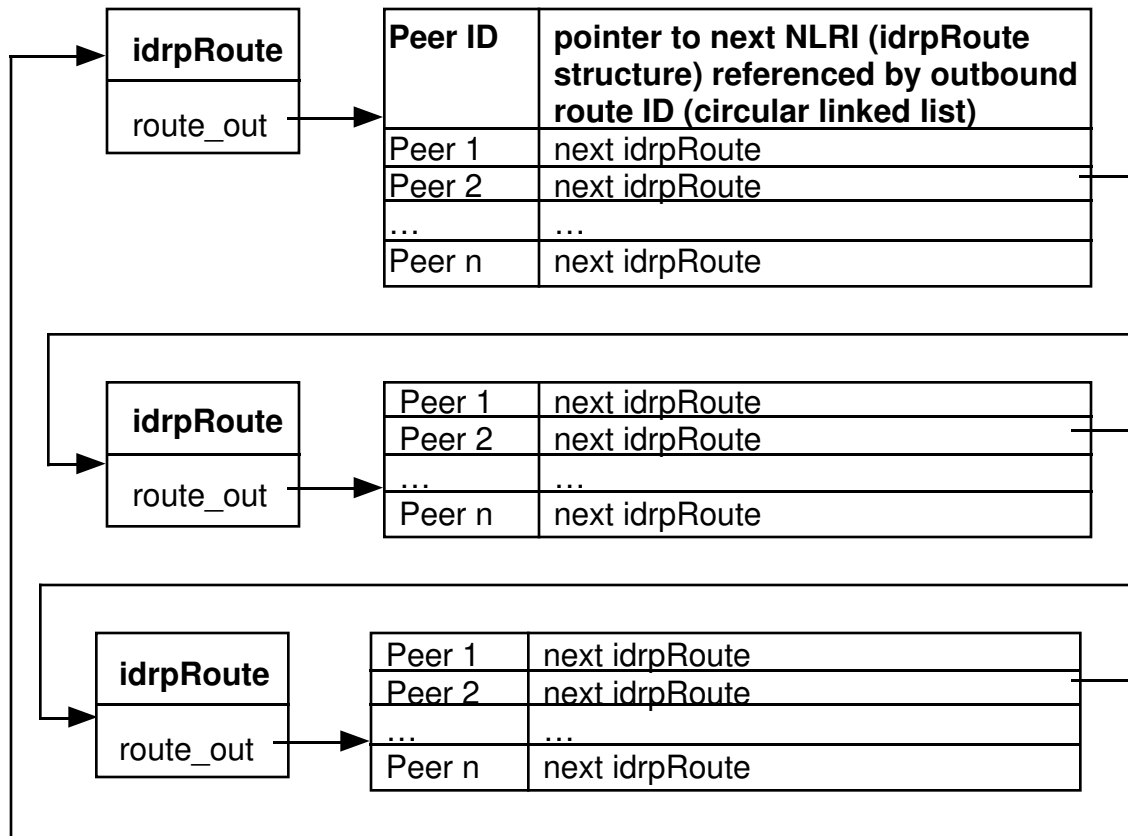 idrpRoute
route_out
Peer ID pointer to next NLRI (idrpRoute
structure) referenced by outbound
route ID (circular linked list)
Peer 1 next idrpRoute
Peer 2 next idrpRoute
… …
Peer n next idrpRoute
idrpRoute
route_out
Peer 1 next idrpRoute
Peer 2 next idrpRoute
… …
Peer n next idrpRoute
idrpRoute
route_out
Peer 1 next idrpRoute
Peer 2 next idrpRoute
… …
Peer n next idrpRoute